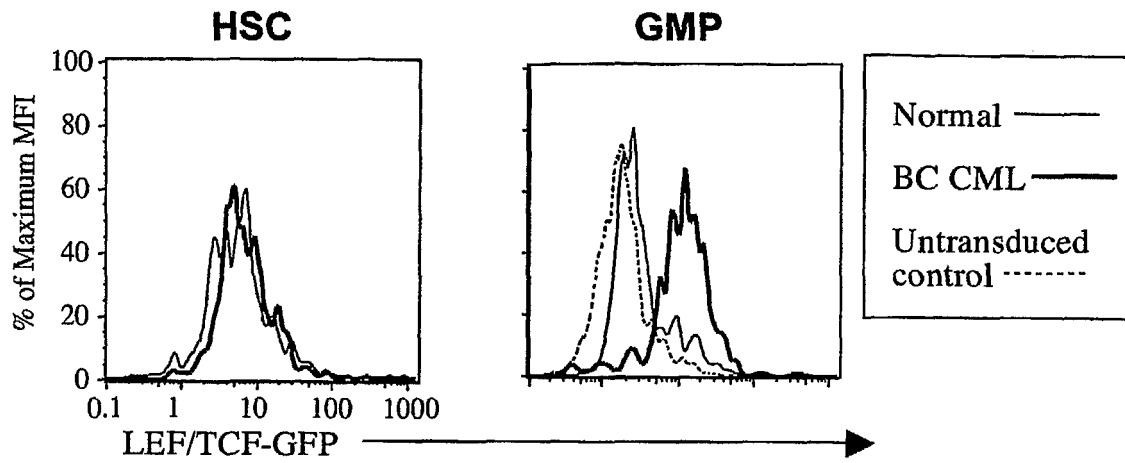 HSC
GMP
% of Maximum MFI
100
80
60
40
20
0
0.1 1 10 100 1000
LEF/TCF-GFP
Normal
BC CML
Untransduced
control